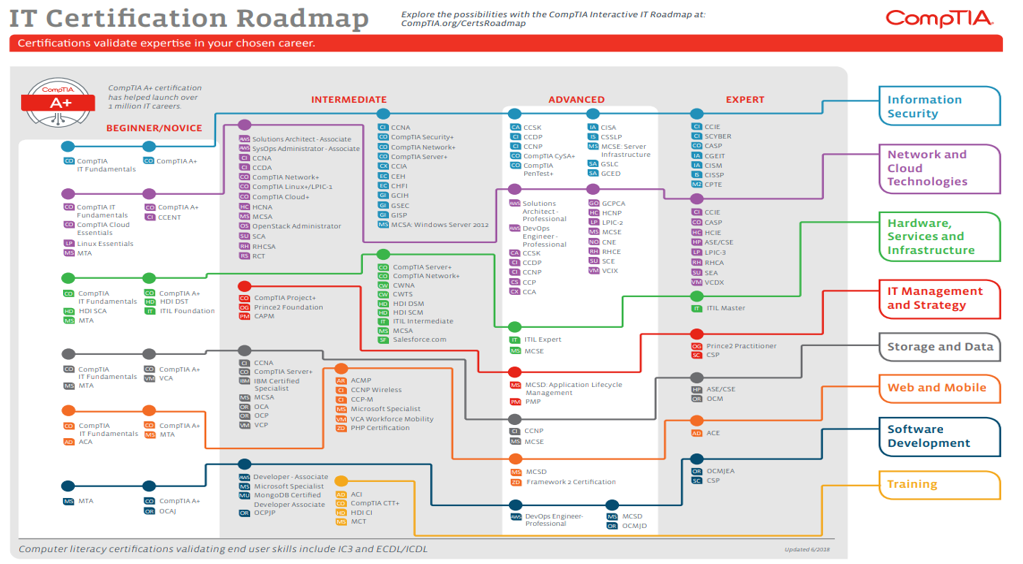 IT Certification Roadmap
Explore the possibilities with the CompTIA Interactive IT Roadmap at:
CompTIA.org/CertsRoadmap
CompTIA.
Certifications validate expertise in your chosen career.
CompTIA
A+
CompTIA A+ certification
has helped launch over
1 million IT careers.
BEGINNER/NOVICE
INTERMEDIATE
ADVANCED
EXPERT
Information
Security
CO CompTIA
IT Fundamentals
CO CompTIA A+
CI CCNA
CO CompTIA Security+
CO CompTIA Network+
CO CompTIA Server+
CX CCIA
EC CEH
EC CHFI
GI GCIH
GI GSEC
GI GISP
MS MCSA: Windows Server 2012
CA CCSK
CI CCDP
CI CCNP
CO CompTIA CySA+
CO CompTIA
PenTest+
IA CISA
IS CSSLP
MS MCSE: Server
Infrastructure
SA GSLC
SA GCED
CI CCIE
CI SCYBER
CO CASP
IA CGEIT
IA CISM
IS CISSP
M2 CPTE
Network and
Cloud
Technologies
CO CompTIA IT
Fundamentals
CO CompTIA Cloud
Essentials
LP Linux Essentials
MS MTA
CO CompTIA A+
CI CCENT
AWS Solutions Architect - Associate
AWS SysOps Administrator - Associate
CI CCNA
CI CCDA
CO CompTIA Network+
CO CompTIA Linux+/LPIC-1
CO CompTIA Cloud+
HC HCNA
MS MCSA
OS OpenStack Administrator
SU SCA
RH RHCSA
RS RCT
AWS Solutions
Architect -
Professional
AWS DevOps
Engineer -
Professional
CA CCSK
CI CCDP
CI CCNP
CS CCP
CX CCA
GO GCPCA
HC HCNP
LP LPIC-2
MS MCSE
NO CNE
RH RHCE
SU SCE
VM VCIX
CI CCIE
CO CASP
HC HCIE
HP ASE/CSE
LP LPIC-3
RH RHCA
SU SEA
VM VCDX
Hardware,
Services and
Infrastructure
CO CompTIA
IT Fundamentals
HD HDI SCA
MS MTA
CO CompTIA A+
HD HDI DST
IT ITIL Foundation
CO CompTIA Server+
CO CompTIA Network+
CW CWNA
CW CWTS
HD HDI DSM
HD HDI SCM
IT ITIL Intermediate
MS MCSA
SF Salesforce.com
IT ITIL Expert
MS MCSE
IT ITIL Master
IT Management
and Strategy
CO CompTIA Project+
OG Prince2 Foundation
PM CAPM
MS MCSD: Application Lifecycle
Management
PM PMP
OG Prince2 Practitioner
SC CSP
Storage and Data
CO CompTIA
IT Fundamentals
MS MTA
CO CompTIA A+
VM VCA
CI CCNA
CO CompTIA Server+
IBM IBM Certified
Specialist
MS MCSA
OR OCA
OR OCP
VM VCP
CI CCNP
MS MCSE
HP ASE/CSE
OR OCM
Web and Mobile
CO CompTIA
IT Fundamentals
AD ACA
CO CompTIA A+
MS MTA
AR ACMP
CI CCNP Wireless
CI CCP-M
MS Microsoft Specialist
VM VCA Workforce Mobility
ZD PHP Certification
MS MCSD
ZD Framework 2 Certification
AD ACE
Software
Development
MS MTA
CO CompTIA A+
OR OCAJ
AWS Developer - Associate
MS Microsoft Specialist
MU MongoDB Certified
Developer Associate
OR OCPJP
AWS DevOps Engineer-
Professional
MS MCSD
OR OCMJD
OR OCMJEA
SC CSP
Training
AD ACI
CO CompTIA CTT+
HD HDI CI
MS MCT
Computer literacy certifications validating end user skills include IC3 and ECDL/ICDL
Updated 6/2018